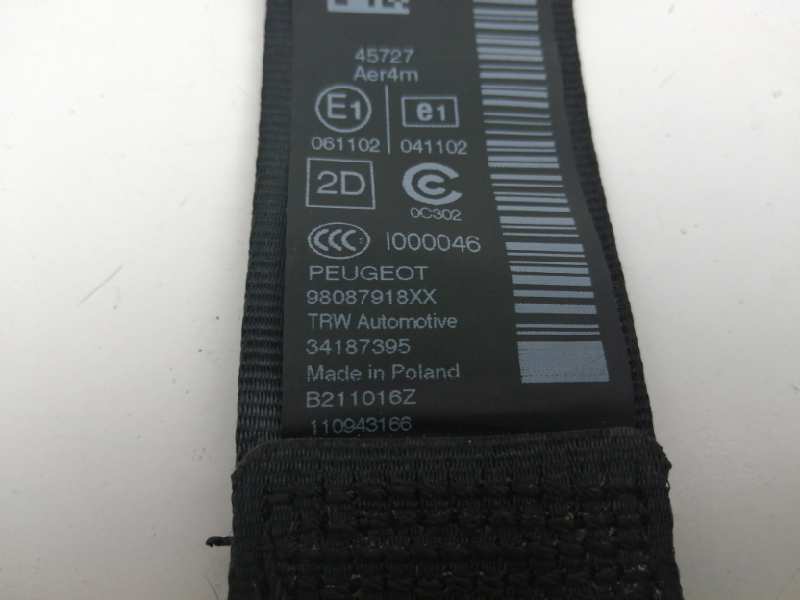 45727
Aer4m
E1 e1
061102 041102
2D C
0C302
CCC I000046
PEUGEOT
98087918XX
TRW Automotive
34187395
Made in Poland
B211016Z
110943166